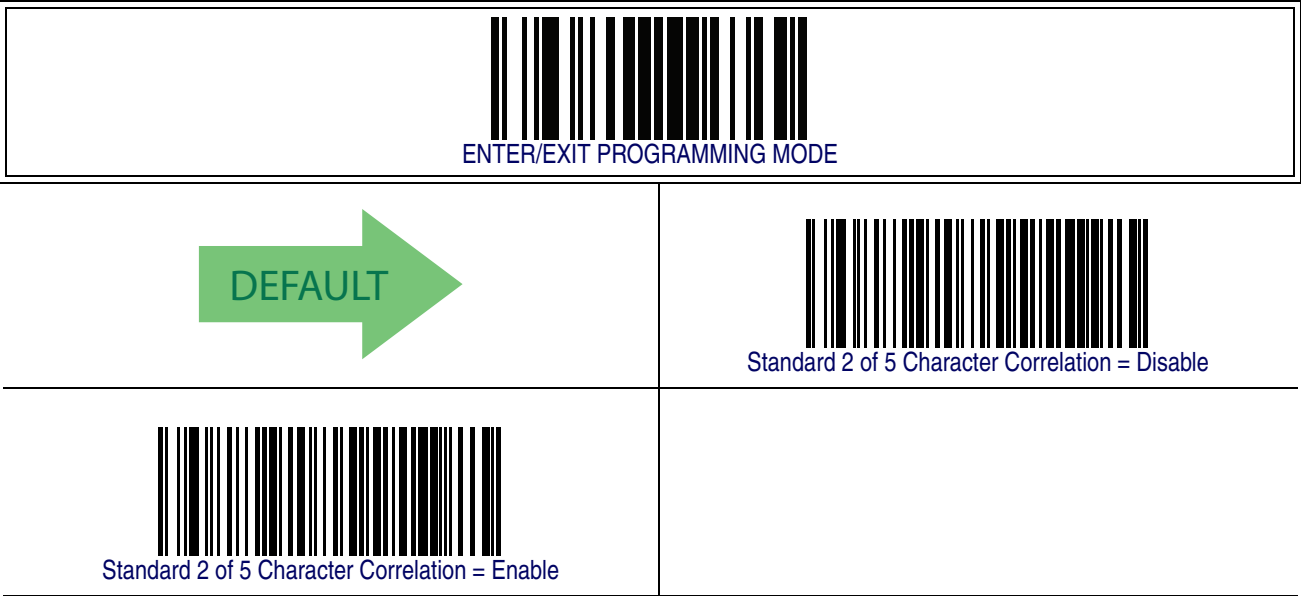 ENTER/EXIT PROGRAMMING MODE
DEFAULT
Standard 2 of 5 Character Correlation = Disable
Standard 2 of 5 Character Correlation = Enable